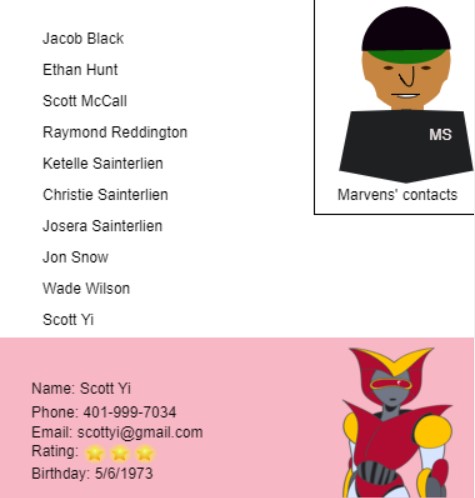 Jacob Black
Ethan Hunt
Scott McCall
Raymond Reddington
Ketelle Sainterlien
Christie Sainterlien
Josera Sainterlien
Jon Snow
Wade Wilson
Scott Yi
MS
Marvens' contacts
Name: Scott Yi
Phone: 401-999-7034
Email: scottyi@gmail.com
Rating:
Birthday: 5/6/1973